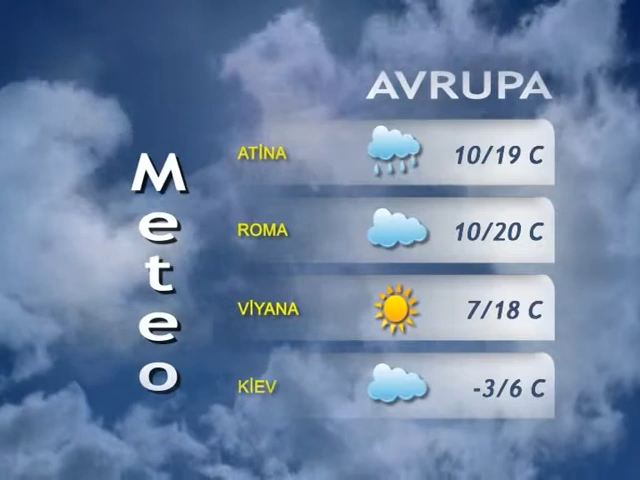 AVRUPA
Meteo
ATİNA 10/19 C
ROMA 10/20 C
VİYANA 7/18 C
KİEV -3/6 C